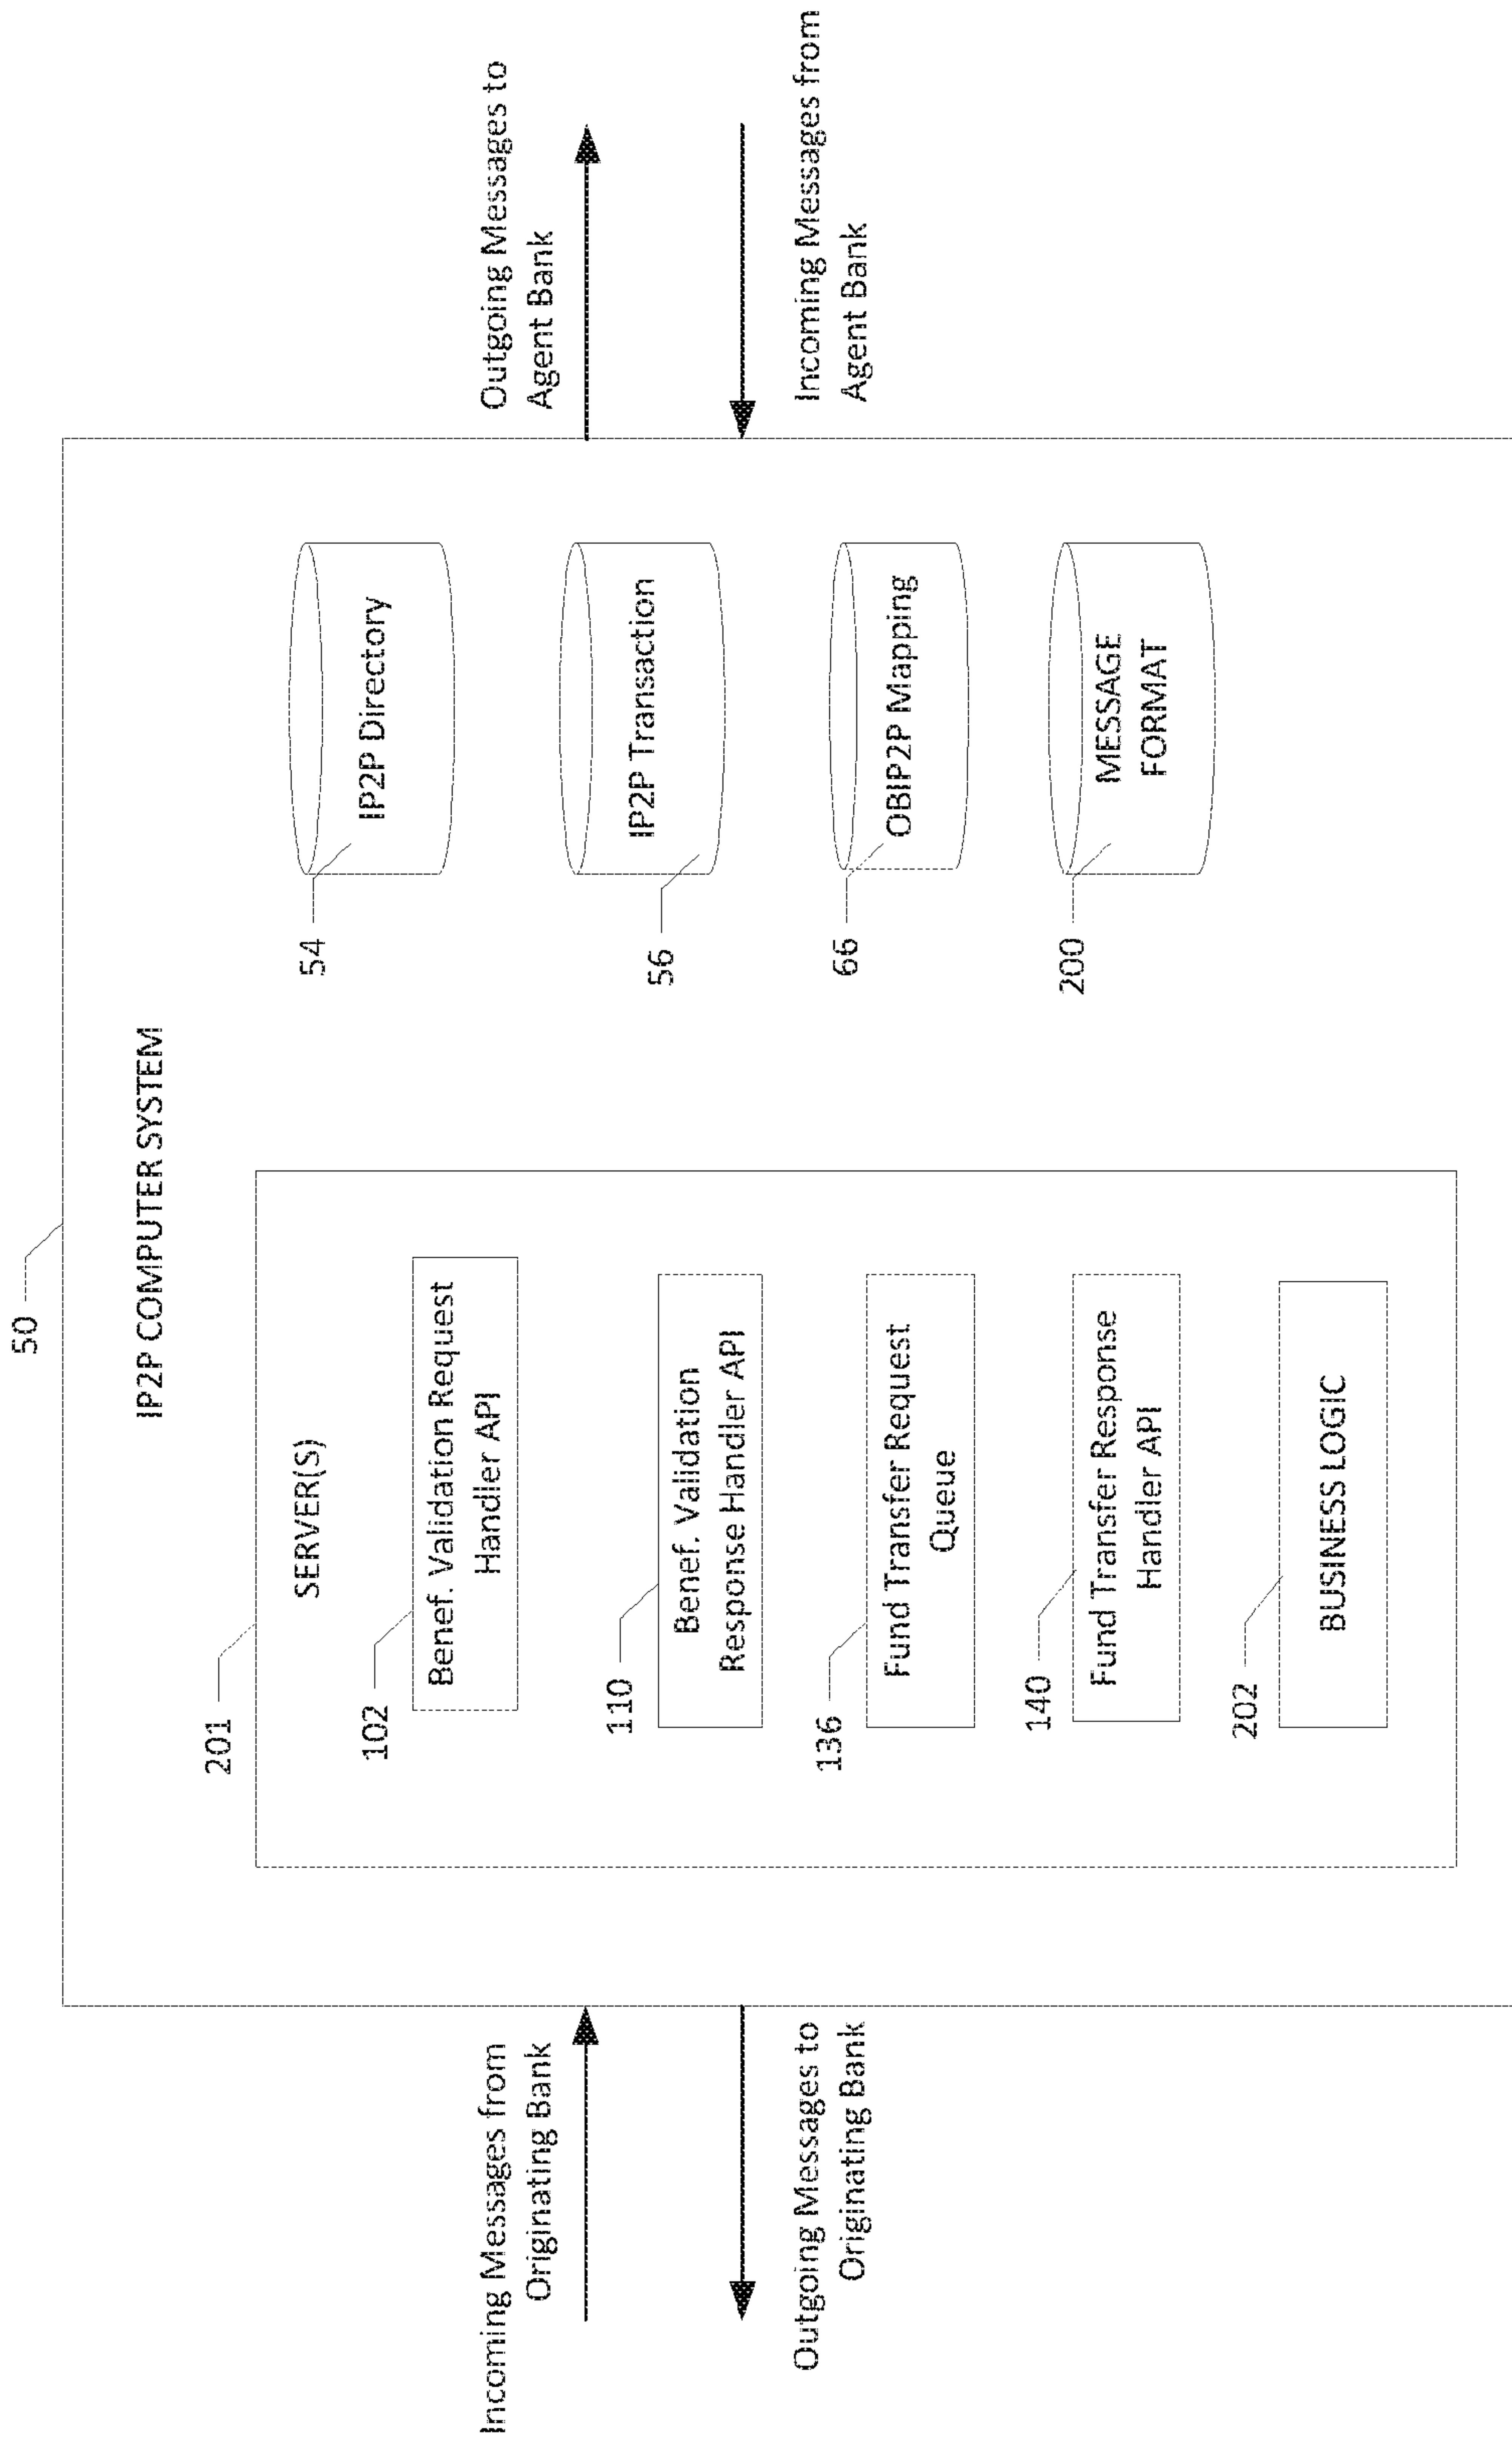 50
IP2P COMPUTER SYSTEM
Incoming Messages from
Originating Bank
Outgoing Messages to
Originating Bank
201
SERVER(S)
102
Benef. Validation Request
Handler API
110
Benef. Validation
Response Handler API
136
Fund Transfer Request
Queue
140
Fund Transfer Response
Handler API
202
BUSINESS LOGIC
54
IP2P Directory
56
IP2P Transaction
66
OBIP2P Mapping
200
MESSAGE
FORMAT
Outgoing Messages to
Agent Bank
Incoming Messages from
Agent Bank